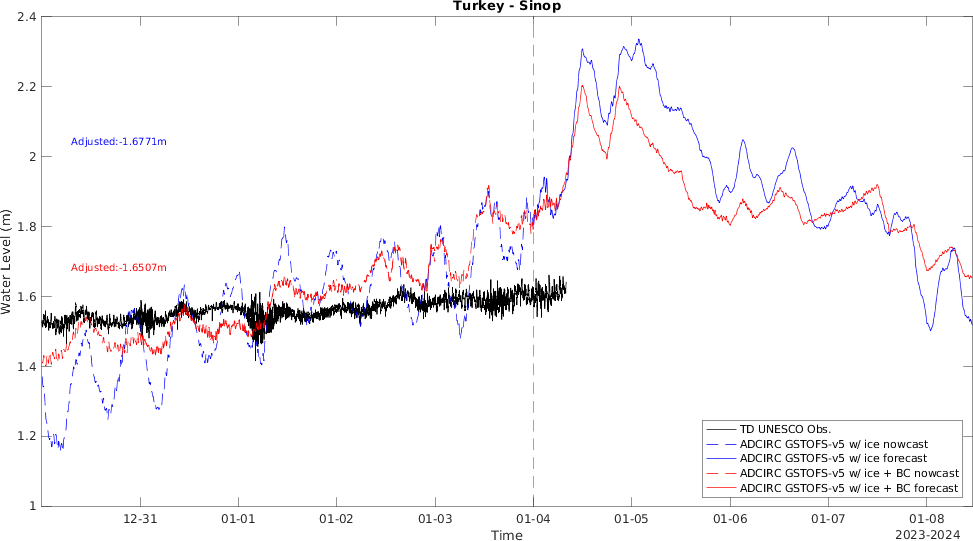 Turkey - Sinop
2.4
2.2
2
1.8
1.6
1.4
1.2
1
Water Level (m)
Adjusted:-1.6771m
Adjusted:-1.6507m
TD UNESCO Obs.
ADCIRC GSTOFS-v5 w/ ice nowcast
ADCIRC GSTOFS-v5 w/ ice forecast
ADCIRC GSTOFS-v5 w/ ice + BC nowcast
ADCIRC GSTOFS-v5 w/ ice + BC forecast
12-31 01-01 01-02 01-03 01-04 01-05 01-06 01-07 01-08
Time
2023-2024